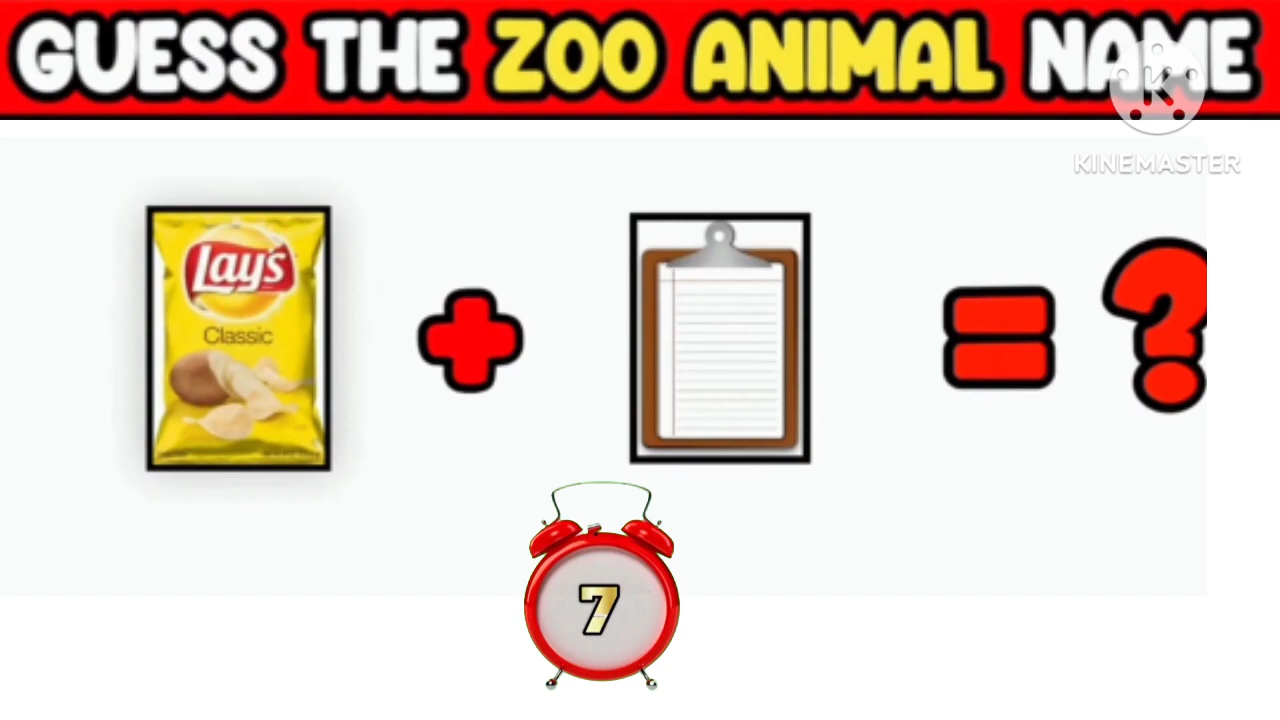 GUESS THE ZOO ANIMAL NAME
K
KINEMASTER
Lay's
Classic
+
=
?
7